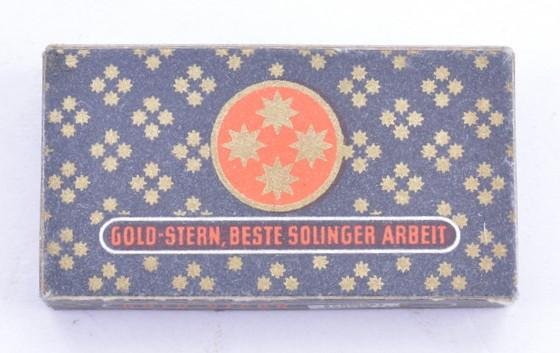 GOLD-STERN, BESTE SOLINGER ARBEIT